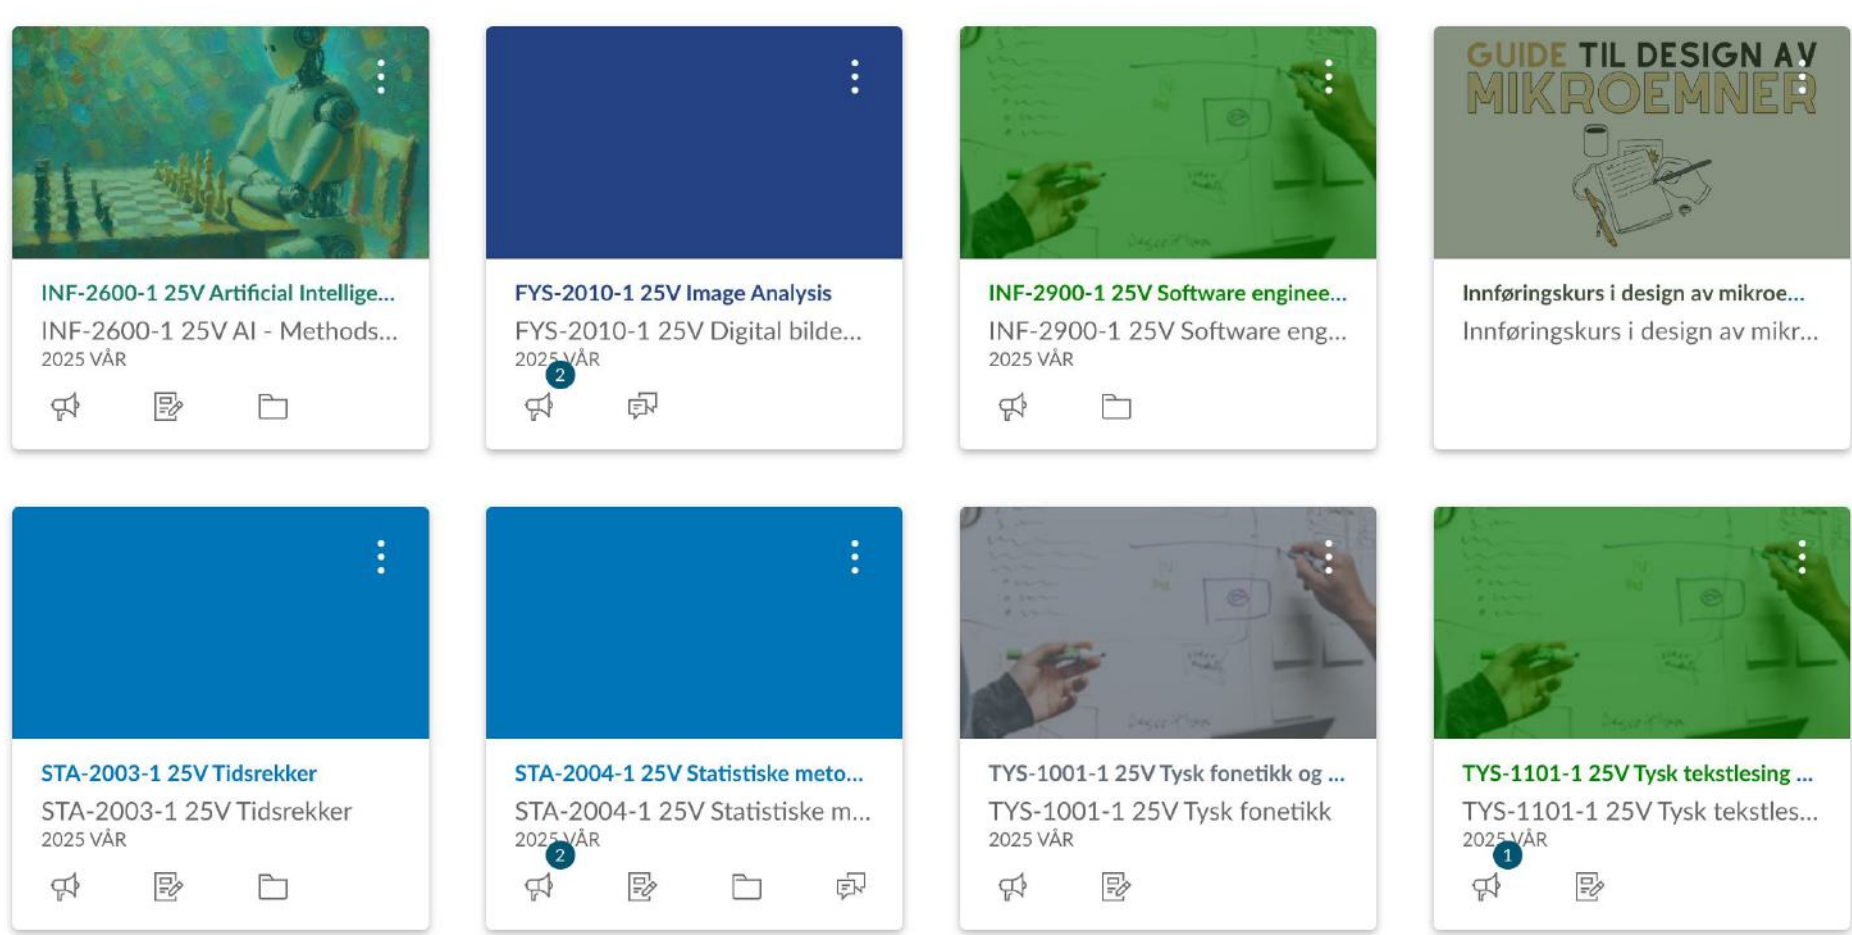 GUIDE TIL DESIGN AV
MIKROEMNER
INF-2600-1 25V Artificial Intellige...
INF-2600-1 25V AI - Methods...
2025 VÅR
FYS-2010-1 25V Image Analysis
FYS-2010-1 25V Digital bilde...
2025 VÅR
2
INF-2900-1 25V Software enginee...
INF-2900-1 25V Software eng...
2025 VÅR
Innføringskurs i design av mikroe...
Innføringskurs i design av mikr...
STA-2003-1 25V Tidsrekker
STA-2003-1 25V Tidsrekker
2025 VÅR
STA-2004-1 25V Statistiske meto...
STA-2004-1 25V Statistiske m...
2025 VÅR
2
TYS-1001-1 25V Tysk fonetikk og ...
TYS-1001-1 25V Tysk fonetikk
2025 VÅR
TYS-1101-1 25V Tysk tekstlesing ...
TYS-1101-1 25V Tysk tekstles...
2025 VÅR
1